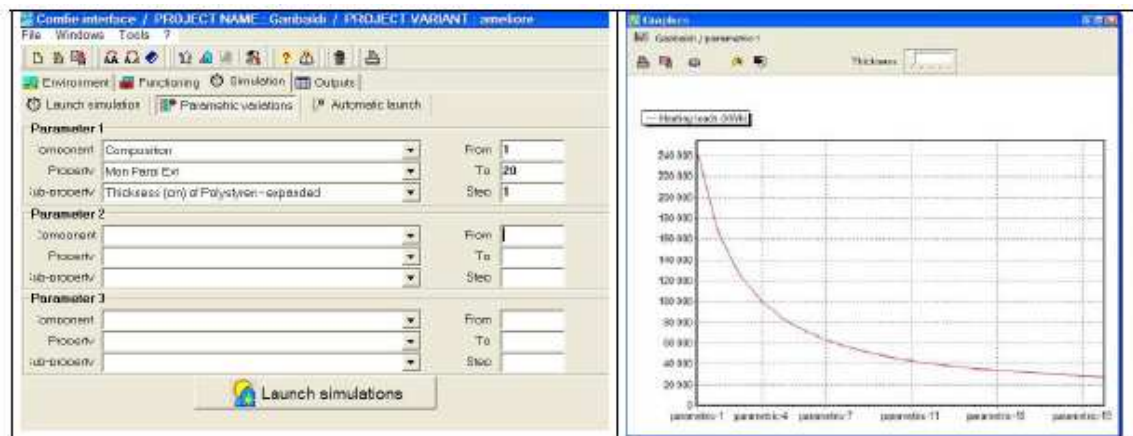 Comfie interface / PROJECT NAME : Garibaldi / PROJECT VARIANT : ameliore
File Windows Tools ?
Environment Functioning Simulation Outputs
Launch simulation Parametric variations Automatic launch
Parameter 1
Component Composition From 1
Property Mon Paroi Ext To 20
Sub-property Thickness (cm) of Polystyren-expanded Step 1
Parameter 2
Component From
Property To
Sub-property Step
Parameter 3
Component From
Property To
Sub-property Step
Launch simulations
Graphics
Garibaldi / parametric-1
Thickness
Heating loads (kWh)
240 000
220 000
200 000
180 000
160 000
140 000
120 000
100 000
80 000
60 000
40 000
20 000
0
parametric-1 parametric-4 parametric-7 parametric-11 parametric-15 parametric-19